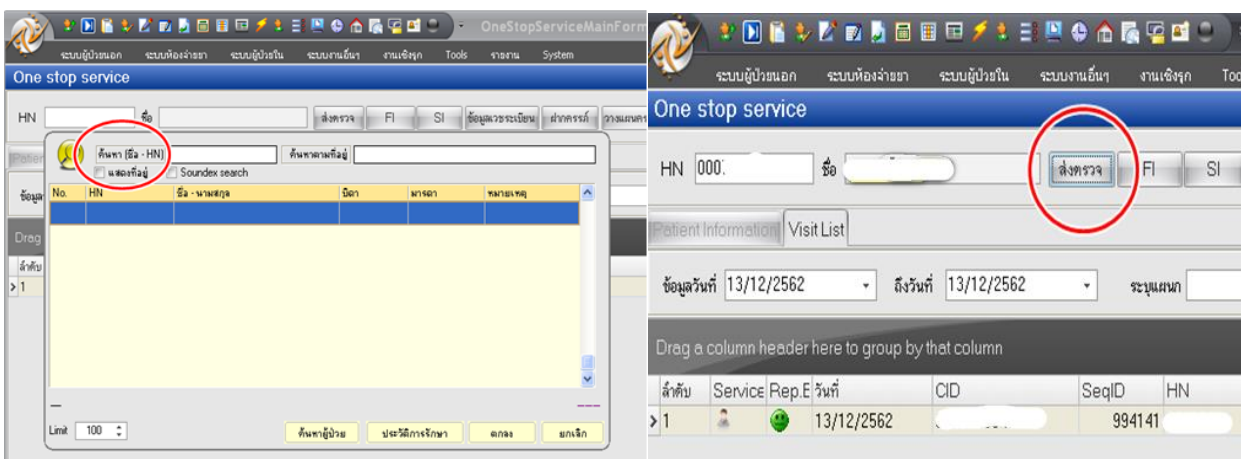 OneStopServiceMainForm
ระบบผู้ป่วยนอก ระบบห้องจ่ายยา ระบบผู้ป่วยใน ระบบงานอื่นๆ งานเชิงรุก Tools รายงาน System
One stop service
HN ชื่อ ส่งตรวจ FI SI ข้อมูลเวชระเบียน ฝากครรภ์
ค้นหา (ชื่อ - HN) ค้นหาตามที่อยู่
แสดงที่อยู่ Soundex search
No. HN ชื่อ - นามสกุล บิดา มารดา หมายเหตุ
Drag
ลำดับ
1
Limit 100 ค้นหาผู้ป่วย ประวัติการรักษา ตกลง ยกเลิก
ระบบผู้ป่วยนอก ระบบห้องจ่ายยา ระบบผู้ป่วยใน ระบบงานอื่นๆ งานเชิงรุก
One stop service
HN 000 ชื่อ ส่งตรวจ FI SI
Patient Information Visit List
ข้อมูลวันที่ 13/12/2562 ถึงวันที่ 13/12/2562 ระบุแผนก
Drag a column header here to group by that column
ลำดับ Service Rep.E วันที่ CID SeqID HN
1 13/12/2562 994141